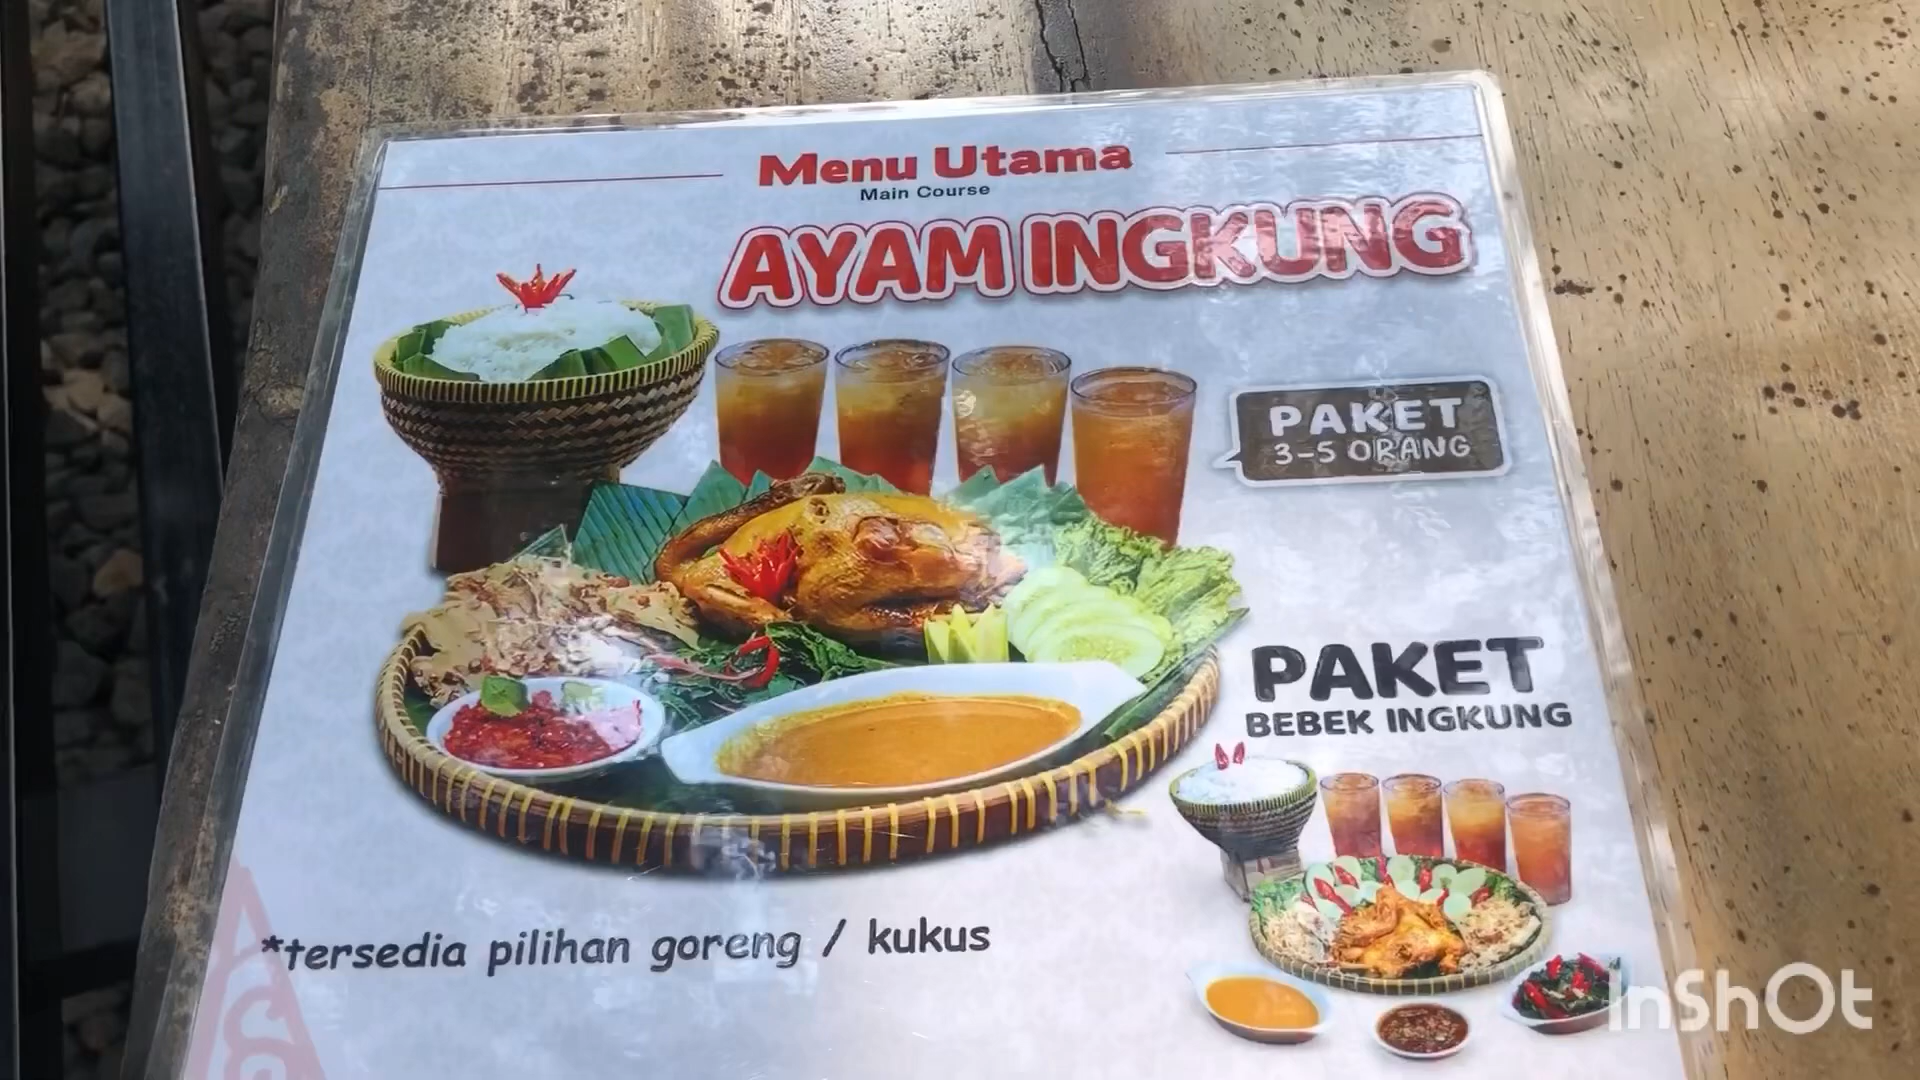 Menu Utama
Main Course
AYAM INGKUNG
PAKET
3-5 ORANG
PAKET
BEBEK INGKUNG
*tersedia pilihan goreng / kukus
InShOt